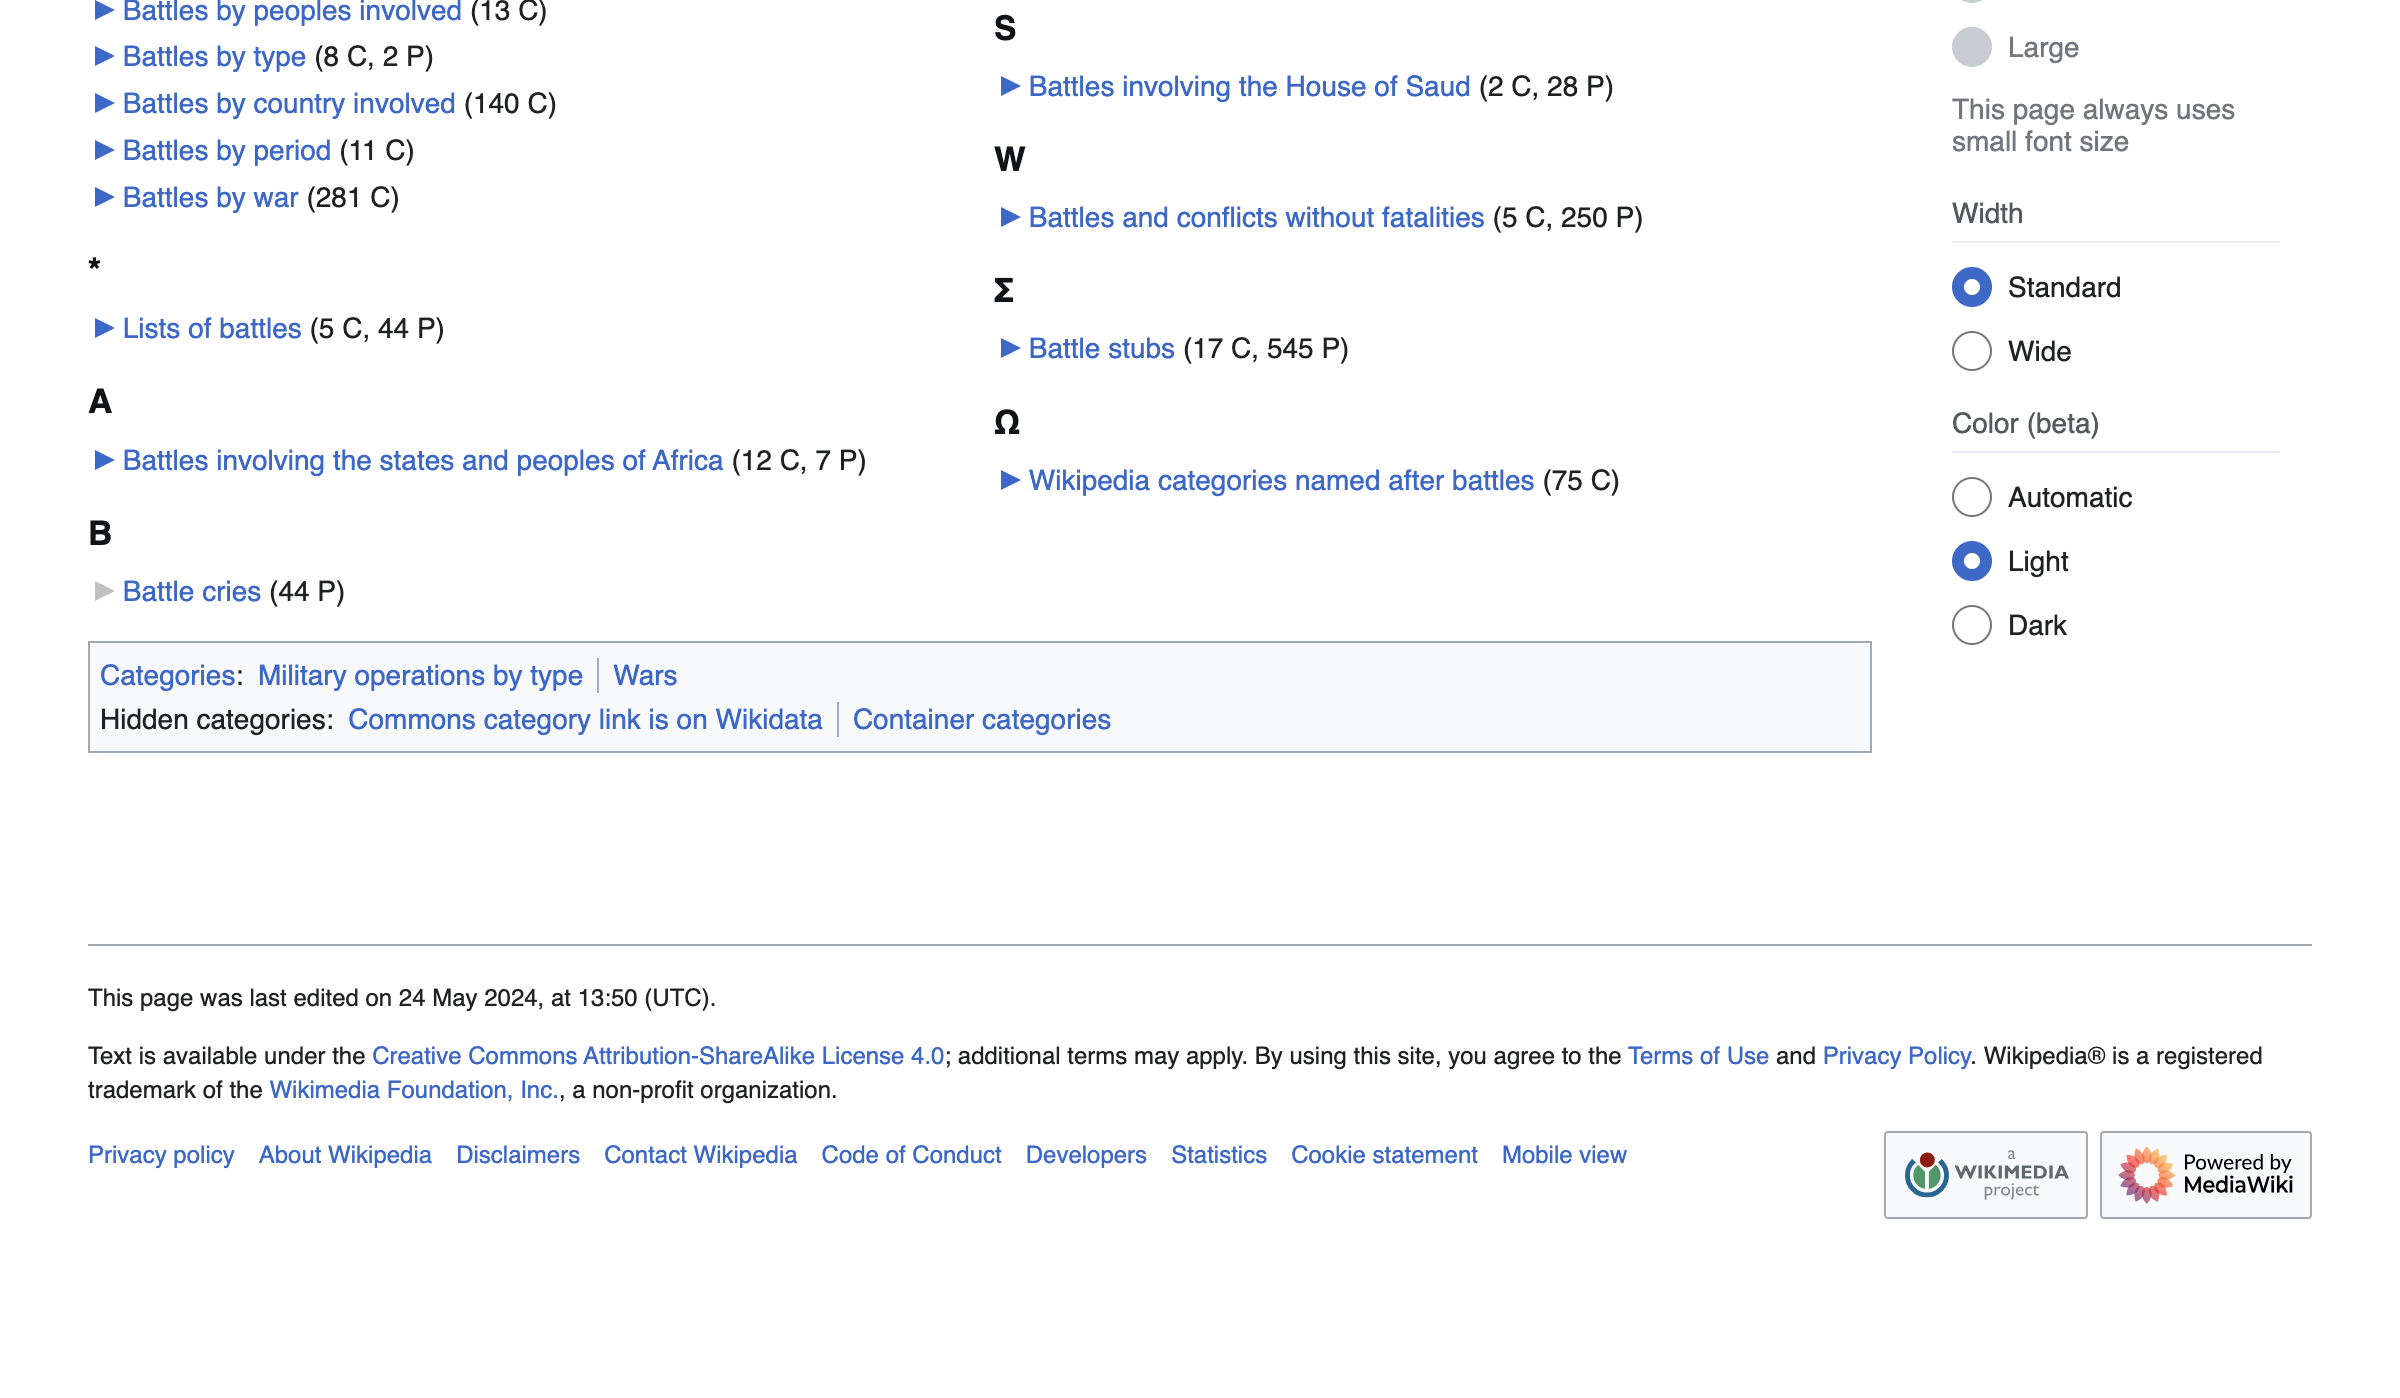 ▶ Battles by peoples involved (13 C)
▶ Battles by type (8 C, 2 P)
▶ Battles by country involved (140 C)
▶ Battles by period (11 C)
▶ Battles by war (281 C)
*
▶ Lists of battles (5 C, 44 P)
A
▶ Battles involving the states and peoples of Africa (12 C, 7 P)
B
▶ Battle cries (44 P)
S
▶ Battles involving the House of Saud (2 C, 28 P)
W
▶ Battles and conflicts without fatalities (5 C, 250 P)
Σ
▶ Battle stubs (17 C, 545 P)
Ω
▶ Wikipedia categories named after battles (75 C)
Categories: Military operations by type | Wars
Hidden categories: Commons category link is on Wikidata | Container categories
Large
This page always uses
small font size
Width
Standard
Wide
Color (beta)
Automatic
Light
Dark
This page was last edited on 24 May 2024, at 13:50 (UTC).
Text is available under the Creative Commons Attribution-ShareAlike License 4.0; additional terms may apply. By using this site, you agree to the Terms of Use and Privacy Policy. Wikipedia® is a registered
trademark of the Wikimedia Foundation, Inc., a non-profit organization.
Privacy policy About Wikipedia Disclaimers Contact Wikipedia Code of Conduct Developers Statistics Cookie statement Mobile view
a
WIKIMEDIA
project
Powered by
MediaWiki